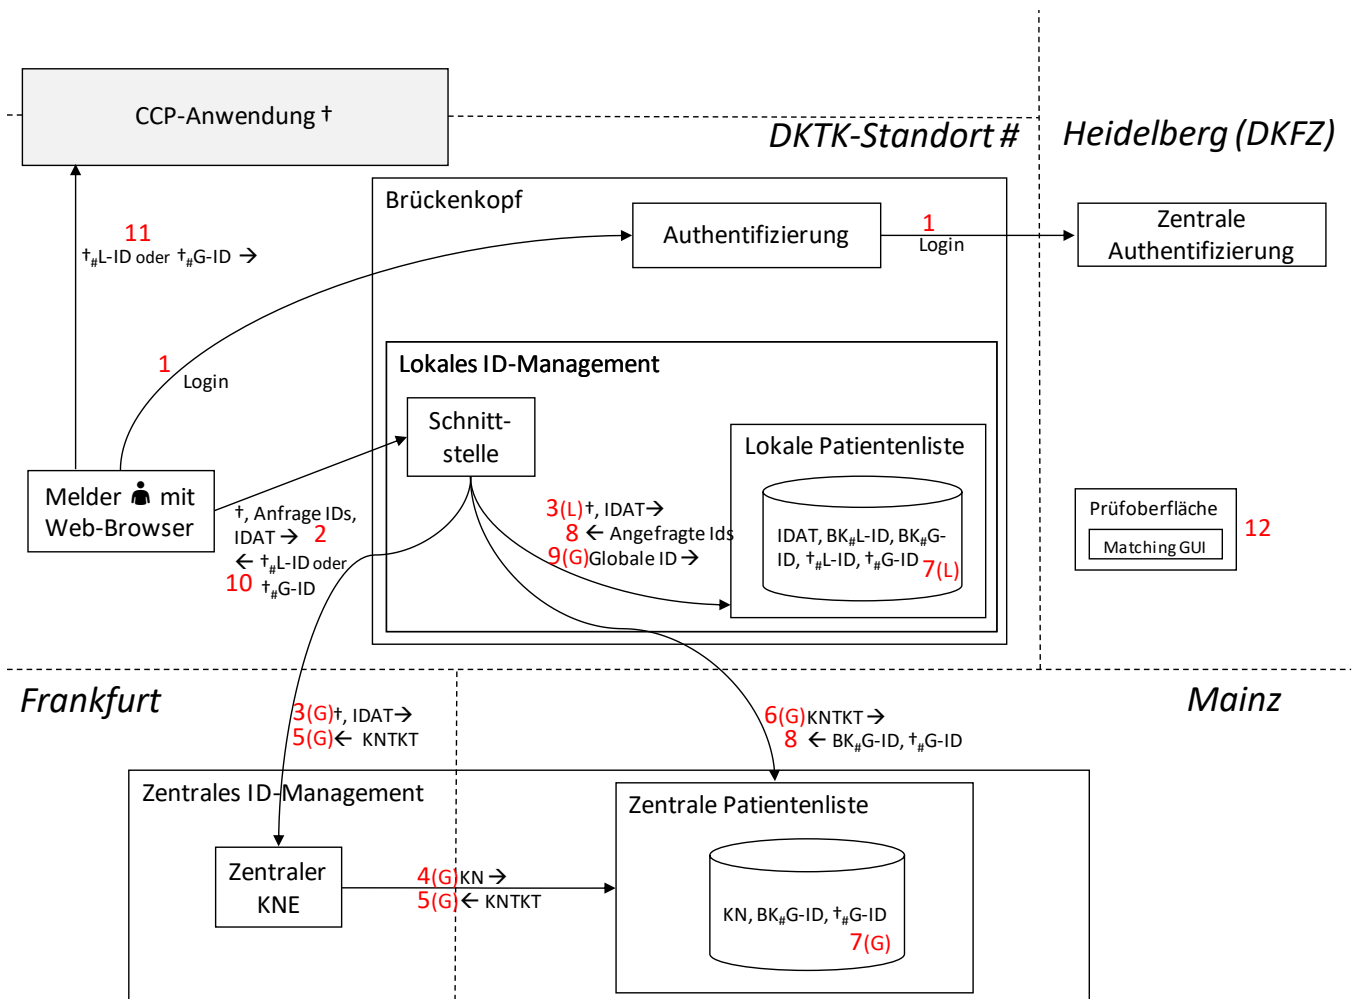 CCP-Anwendung †
DKTK-Standort #
Heidelberg (DKFZ)
Brückenkopf
Authentifizierung
1
Login
Zentrale
Authentifizierung
11
†#L-ID oder †#G-ID →
1
Login
Lokales ID-Management
Schnitt-
stelle
Lokale Patientenliste
IDAT, BK#L-ID, BK#G-
ID, †#L-ID, †#G-ID 7(L)
Melder mit
Web-Browser
†, Anfrage IDs,
IDAT → 2
← †#L-ID oder
10 †#G-ID
3(L) †, IDAT→
8 ← Angefragte Ids
9(G) Globale ID →
Prüfoberfläche
Matching GUI
12
Frankfurt
Mainz
3(G) †, IDAT→
5(G) ← KNTKT
6(G) KNTKT →
8 ← BK#G-ID, †#G-ID
Zentrales ID-Management
Zentrale Patientenliste
Zentraler
KNE
4(G) KN →
5(G) ← KNTKT
KN, BK#G-ID, †#G-ID
7(G)